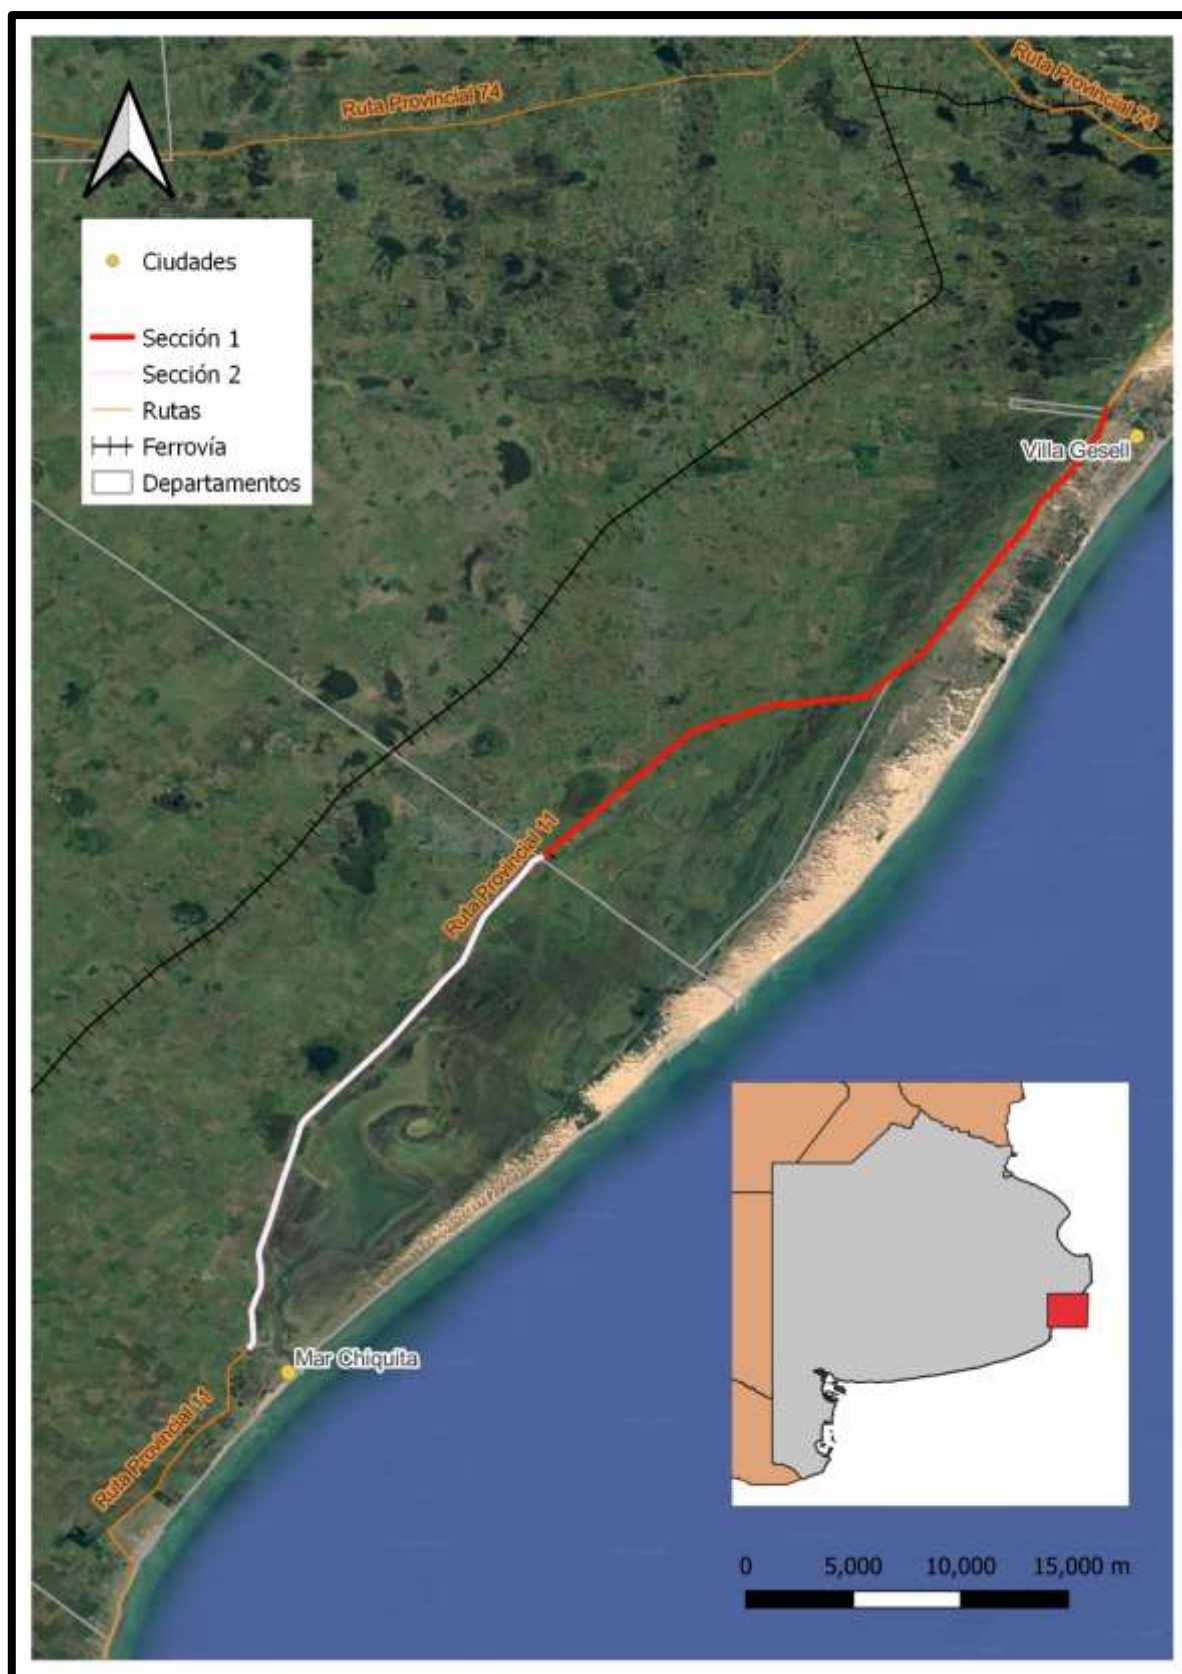 Ruta Provincial 74
Ruta Provincial 74
Ciudades
Sección 1
Sección 2
Rutas
Ferrovía
Departamentos
Villa Gesell
Ruta Provincial 11
Mar Chiquita
Ruta Provincial 11
0 5,000 10,000 15,000 m